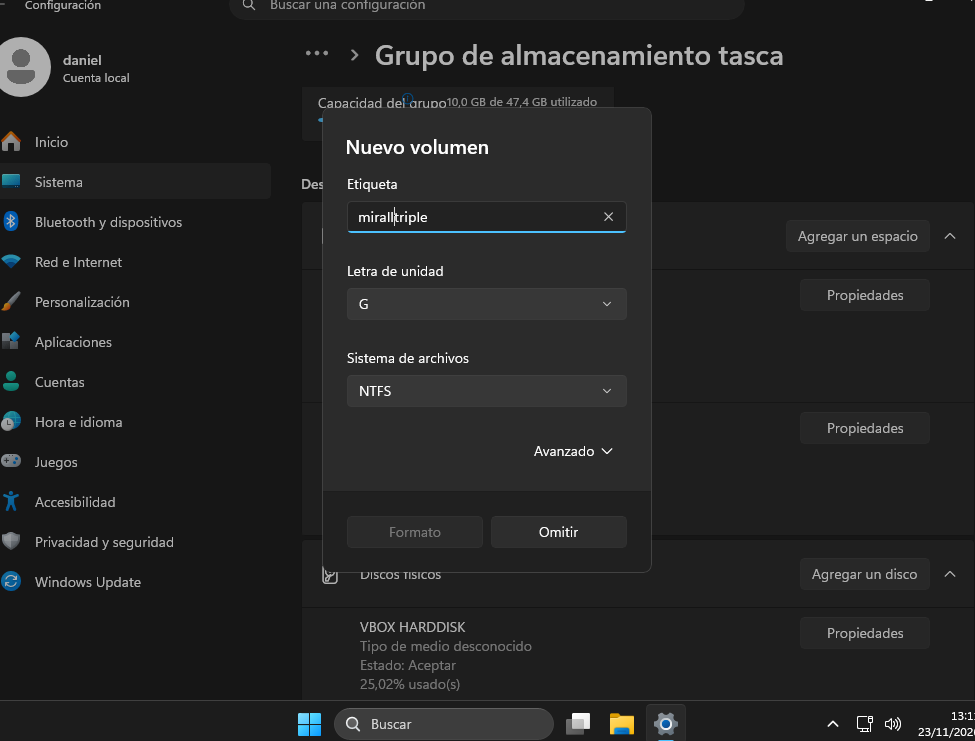 Configuración
Buscar una configuración
daniel
Cuenta local
Inicio
Sistema
Bluetooth y dispositivos
Red e Internet
Personalización
Aplicaciones
Cuentas
Hora e idioma
Juegos
Accesibilidad
Privacidad y seguridad
Windows Update
Grupo de almacenamiento tasca
Capacidad del grupo 10,0 GB de 47,4 GB utilizado
Nuevo volumen
Etiqueta
miralltriple
Letra de unidad
G
Sistema de archivos
NTFS
Avanzado
Formato
Omitir
Agregar un espacio
Propiedades
Propiedades
Discos físicos
Agregar un disco
VBOX HARDDISK
Tipo de medio desconocido
Estado: Aceptar
25,02% usado(s)
Propiedades
Buscar